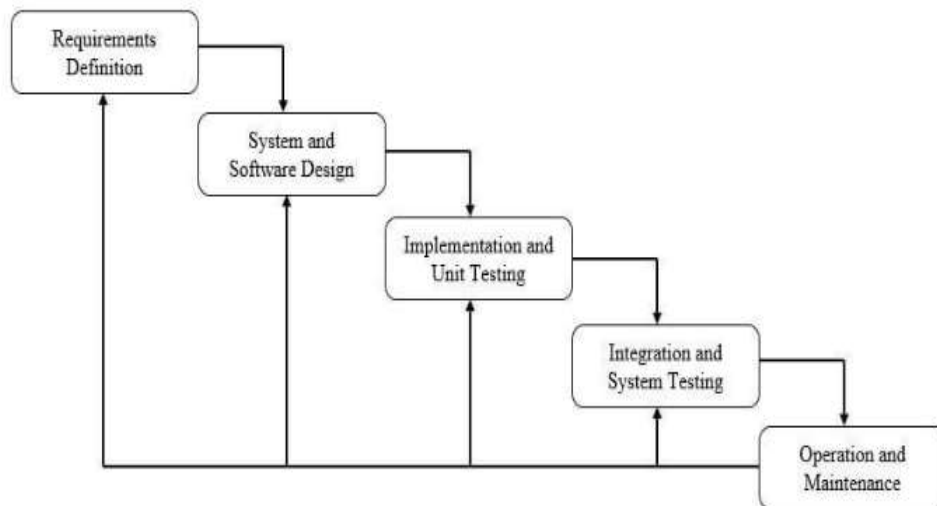 Requirements
Definition
System and
Software Design
Implementation and
Unit Testing
Integration and
System Testing
Operation and
Maintenance